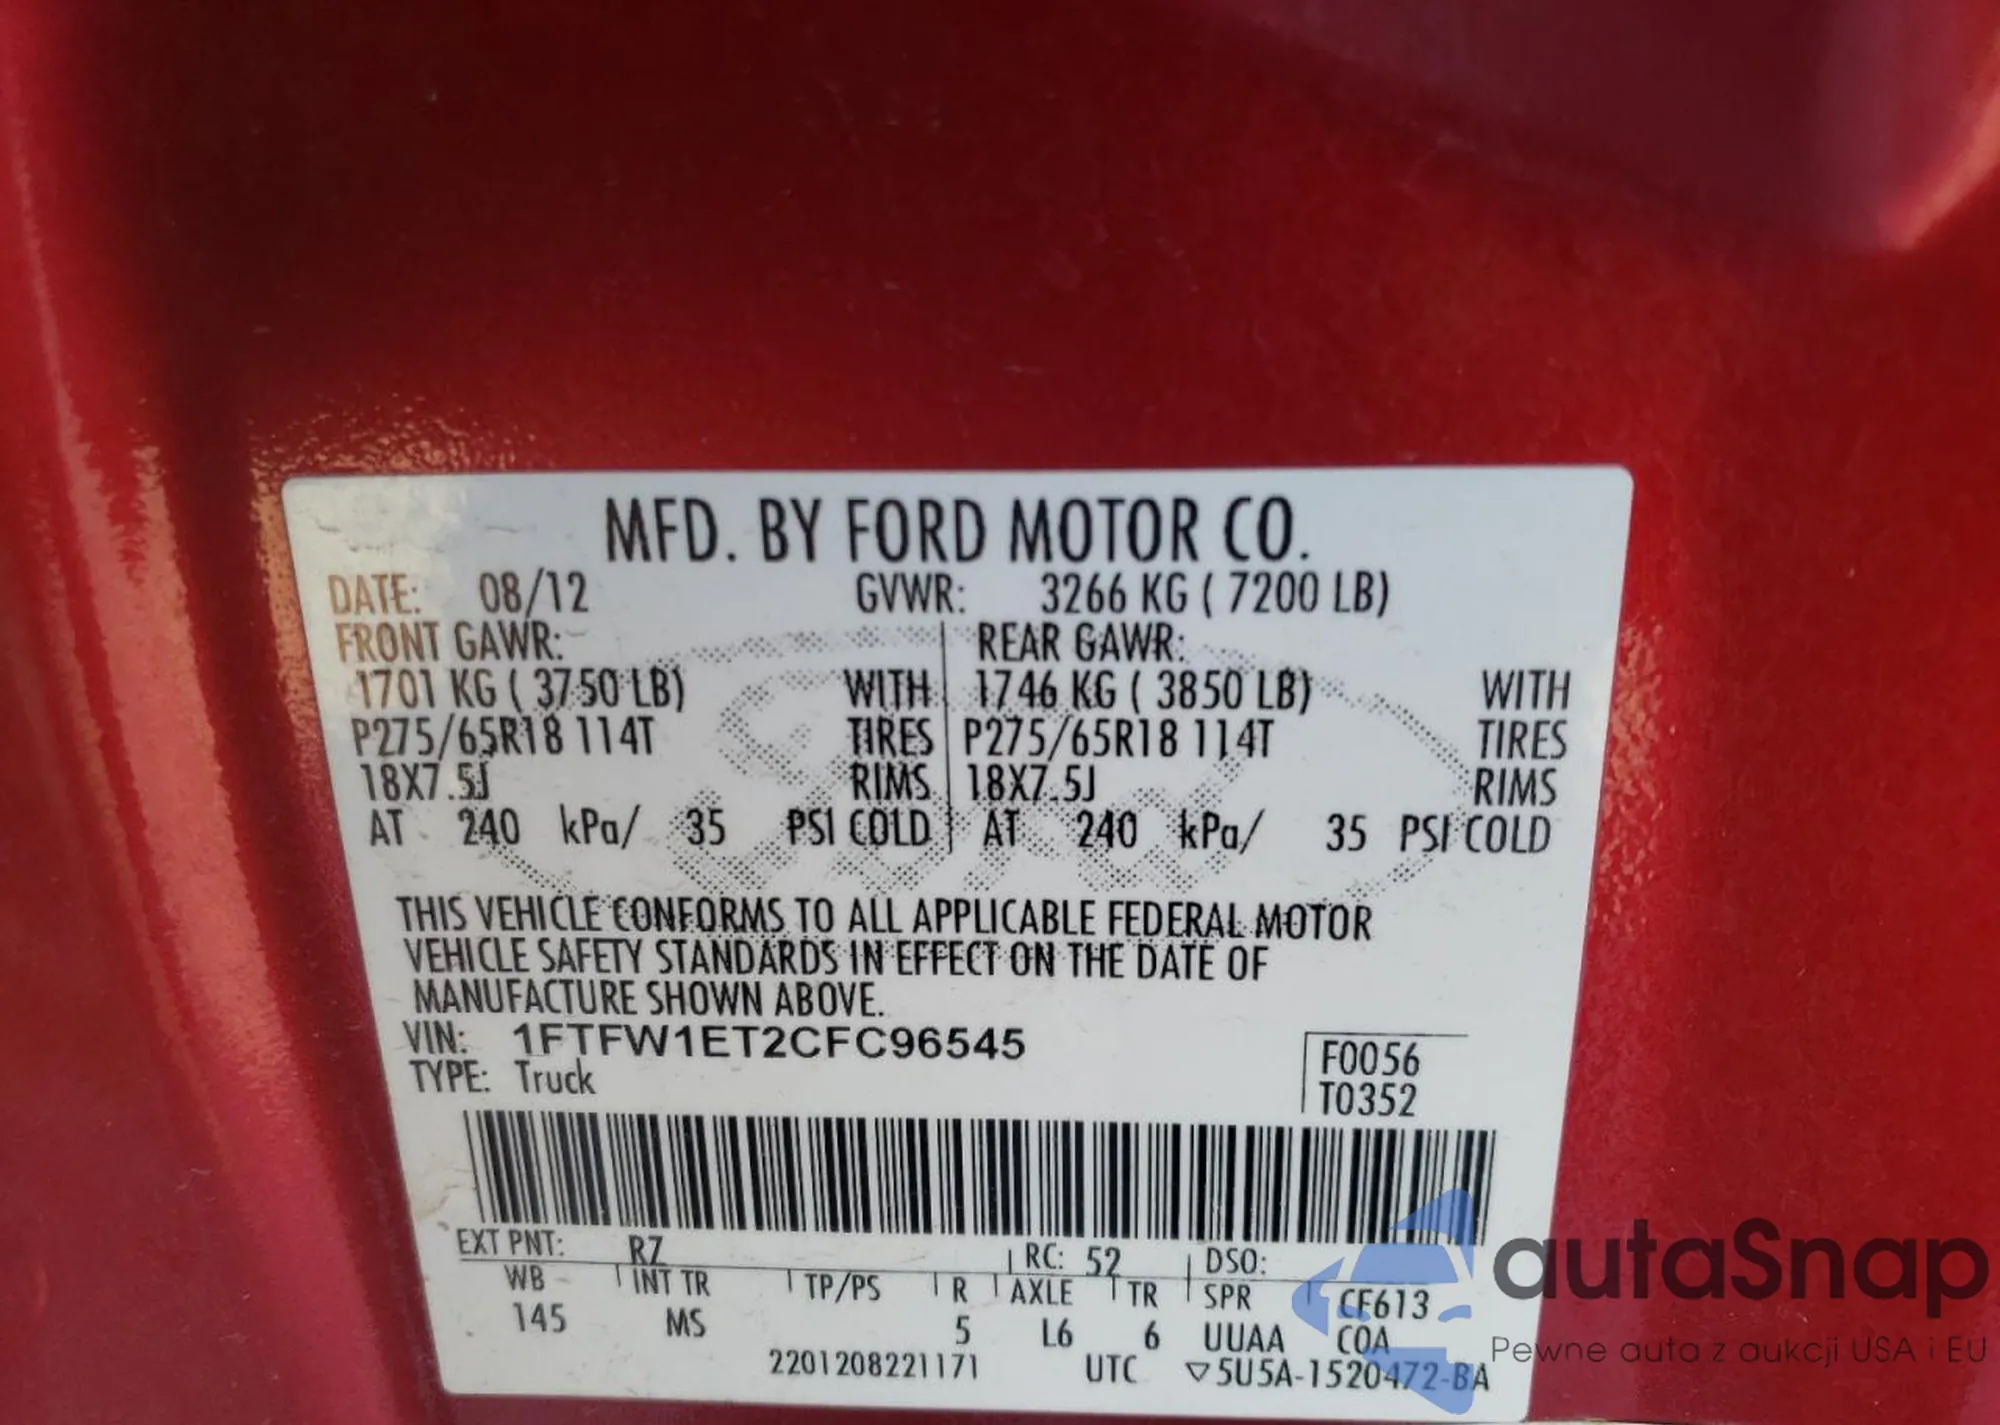 MFD. BY FORD MOTOR CO.
DATE: 08/12 GVWR: 3266 KG ( 7200 LB)
FRONT GAWR: REAR GAWR:
1701 KG ( 3750 LB) WITH 1746 KG ( 3850 LB) WITH
P275/65R18 114T TIRES P275/65R18 114T TIRES
18X7.5J RIMS 18X7.5J RIMS
AT 240 kPa/ 35 PSI COLD AT 240 kPa/ 35 PSI COLD
THIS VEHICLE CONFORMS TO ALL APPLICABLE FEDERAL MOTOR
VEHICLE SAFETY STANDARDS IN EFFECT ON THE DATE OF
MANUFACTURE SHOWN ABOVE.
VIN: 1FTFW1ET2CFC96545
TYPE: Truck
F0056
T0352
EXT PNT: RZ RC: 52 DSO:
WB INT TR TP/PS R AXLE TR SPR CF613
145 MS 5 L6 6 UUAA COA
2201208221171 UTC ▽5U5A-1520472-BA
autaSnap
Pewne auta z aukcji USA i EU